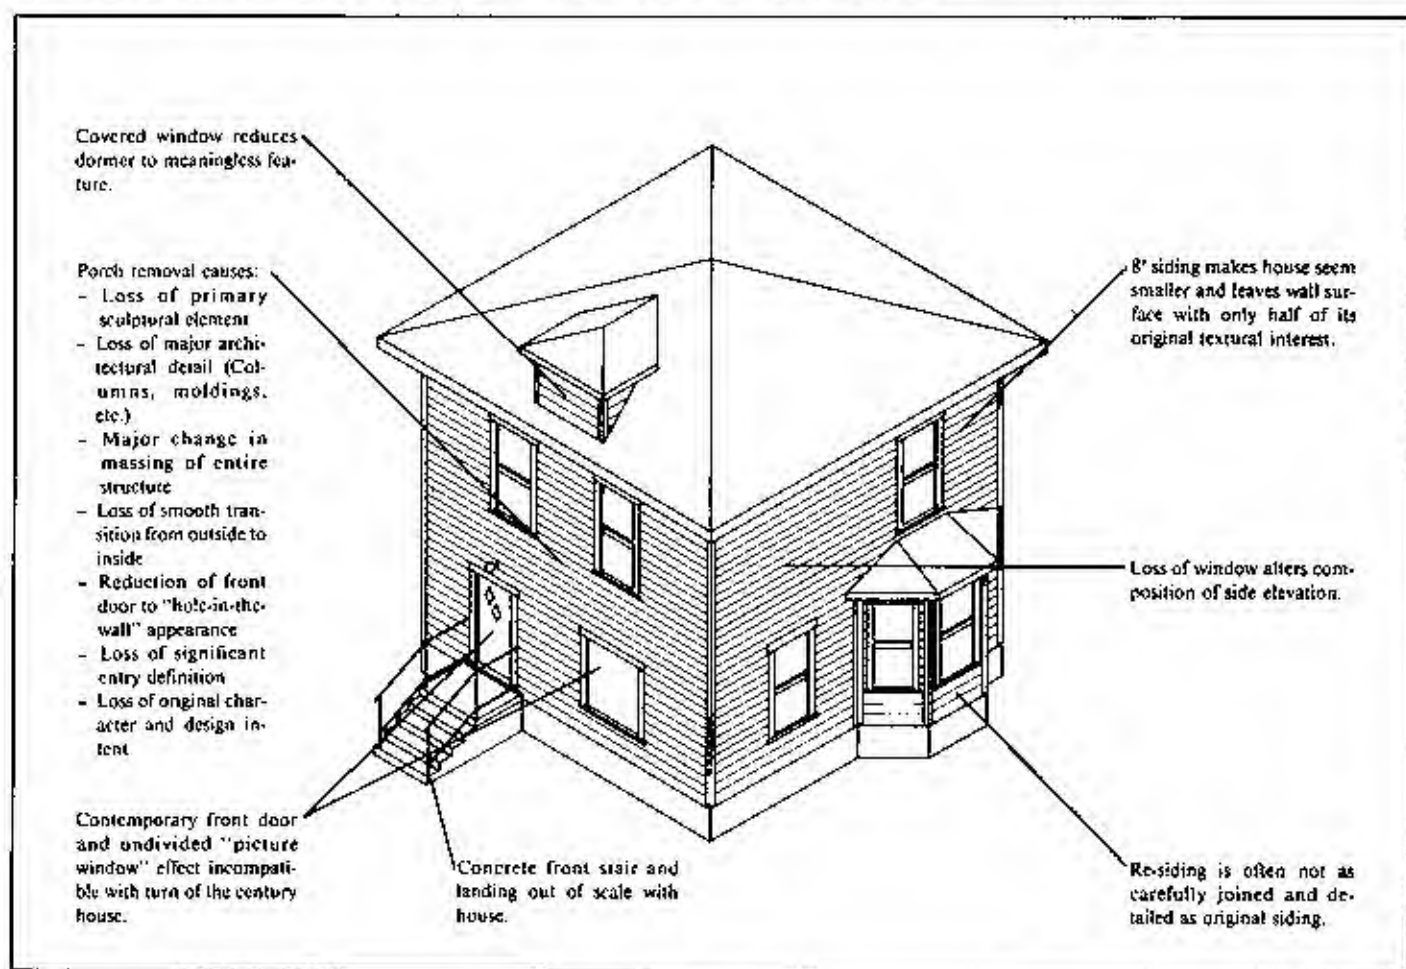 Covered window reduces
dormer to meaningless fea-
ture.
Porch removal causes:
- Loss of primary
sculptural element
- Loss of major archi-
tectural detail (Col-
umns, moldings,
etc.)
- Major change in
massing of entire
structure
- Loss of smooth tran-
sition from outside to
inside
- Reduction of front
door to "hole-in-the-
wall" appearance
- Loss of significant
entry definition
- Loss of original char-
acter and design in-
tent
Contemporary front door
and undivided "picture
window" effect incompati-
ble with turn of the century
house.
Concrete front stair and
landing out of scale with
house.
8" siding makes house seem
smaller and leaves wall sur-
face with only half of its
original textural interest.
Loss of window alters com-
position of side elevation.
Re-siding is often not as
carefully joined and de-
tailed as original siding.